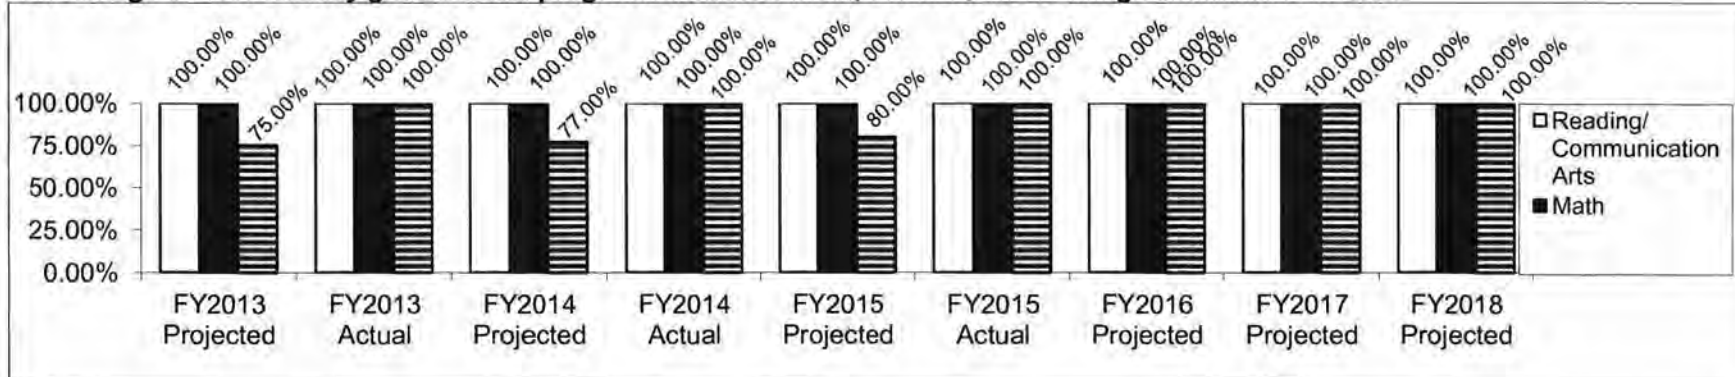 100.00% 100.00% 75.00% 100.00% 100.00% 100.00% 100.00% 100.00% 77.00% 100.00% 100.00% 100.00% 100.00% 100.00% 80.00% 100.00% 100.00% 100.00% 100.00% 100.00% 100.00% 100.00% 100.00% 100.00% 100.00% 100.00% 100.00%
100.00%
75.00%
50.00%
25.00%
0.00%
FY2013 Projected
FY2013 Actual
FY2014 Projected
FY2014 Actual
FY2015 Projected
FY2015 Actual
FY2016 Projected
FY2017 Projected
FY2018 Projected
Reading/
Communication
Arts
Math